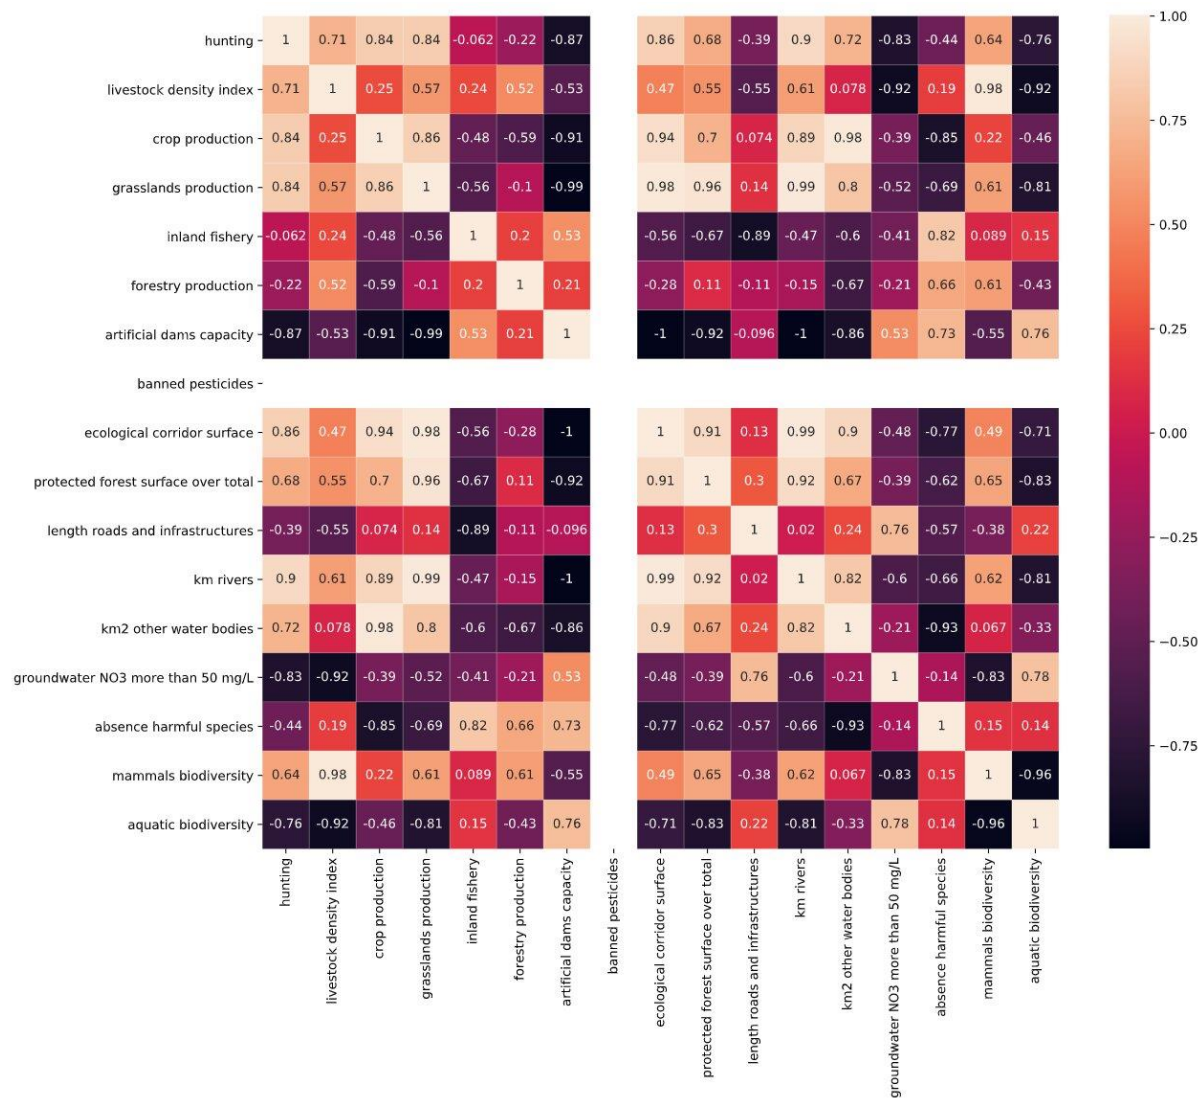 hunting 1 0.71 0.84 0.84 -0.062 -0.22 -0.87 0.86 0.68 -0.39 0.9 0.72 -0.83 -0.44 0.64 -0.76
livestock density index 0.71 1 0.25 0.57 0.24 0.52 -0.53 0.47 0.55 -0.55 0.61 0.078 -0.92 0.19 0.98 -0.92
crop production 0.84 0.25 1 0.86 -0.48 -0.59 -0.91 0.94 0.7 0.074 0.89 0.98 -0.39 -0.85 0.22 -0.46
grasslands production 0.84 0.57 0.86 1 -0.56 -0.1 -0.99 0.98 0.96 0.14 0.99 0.8 -0.52 -0.69 0.61 -0.81
inland fishery -0.062 0.24 -0.48 -0.56 1 0.2 0.53 -0.56 -0.67 -0.89 -0.47 -0.6 -0.41 0.82 0.089 0.15
forestry production -0.22 0.52 -0.59 -0.1 0.2 1 0.21 -0.28 0.11 -0.11 -0.15 -0.67 -0.21 0.66 0.61 -0.43
artificial dams capacity -0.87 -0.53 -0.91 -0.99 0.53 0.21 1 -1 -0.92 -0.096 -1 -0.86 0.53 0.73 -0.55 0.76
banned pesticides
ecological corridor surface 0.86 0.47 0.94 0.98 -0.56 -0.28 -1 1 0.91 0.13 0.99 0.9 -0.48 -0.77 0.49 -0.71
protected forest surface over total 0.68 0.55 0.7 0.96 -0.67 0.11 -0.92 0.91 1 0.3 0.92 0.67 -0.39 -0.62 0.65 -0.83
length roads and infrastructures -0.39 -0.55 0.074 0.14 -0.89 -0.11 -0.096 0.13 0.3 1 0.02 0.24 0.76 -0.57 -0.38 0.22
km rivers 0.9 0.61 0.89 0.99 -0.47 -0.15 -1 0.99 0.92 0.02 1 0.82 -0.6 -0.66 0.62 -0.81
km2 other water bodies 0.72 0.078 0.98 0.8 -0.6 -0.67 -0.86 0.9 0.67 0.24 0.82 1 -0.21 -0.93 0.067 -0.33
groundwater NO3 more than 50 mg/L -0.83 -0.92 -0.39 -0.52 -0.41 -0.21 0.53 -0.48 -0.39 0.76 -0.6 -0.21 1 -0.14 -0.83 0.78
absence harmful species -0.44 0.19 -0.85 -0.69 0.82 0.66 0.73 -0.77 -0.62 -0.57 -0.66 -0.93 -0.14 1 0.15 0.14
mammals biodiversity 0.64 0.98 0.22 0.61 0.089 0.61 -0.55 0.49 0.65 -0.38 0.62 0.067 -0.83 0.15 1 -0.96
aquatic biodiversity -0.76 -0.92 -0.46 -0.81 0.15 -0.43 0.76 -0.71 -0.83 0.22 -0.81 -0.33 0.78 0.14 -0.96 1
hunting
livestock density index
crop production
grasslands production
inland fishery
forestry production
artificial dams capacity
banned pesticides
ecological corridor surface
protected forest surface over total
length roads and infrastructures
km rivers
km2 other water bodies
groundwater NO3 more than 50 mg/L
absence harmful species
mammals biodiversity
aquatic biodiversity
1.00
0.75
0.50
0.25
0.00
−0.25
−0.50
−0.75